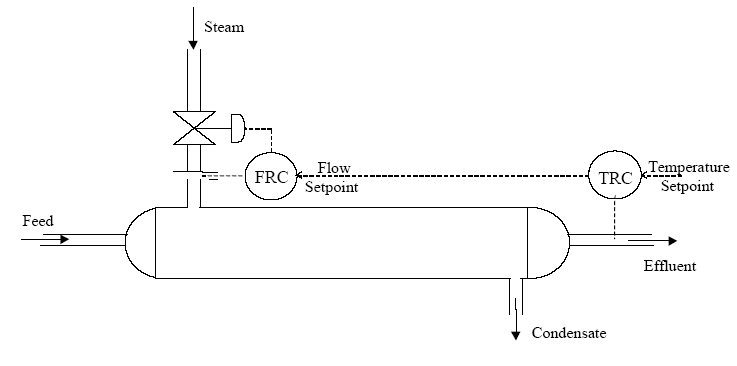 Steam
FRC
Flow
Setpoint
TRC
Temperature
Setpoint
Feed
Effluent
Condensate